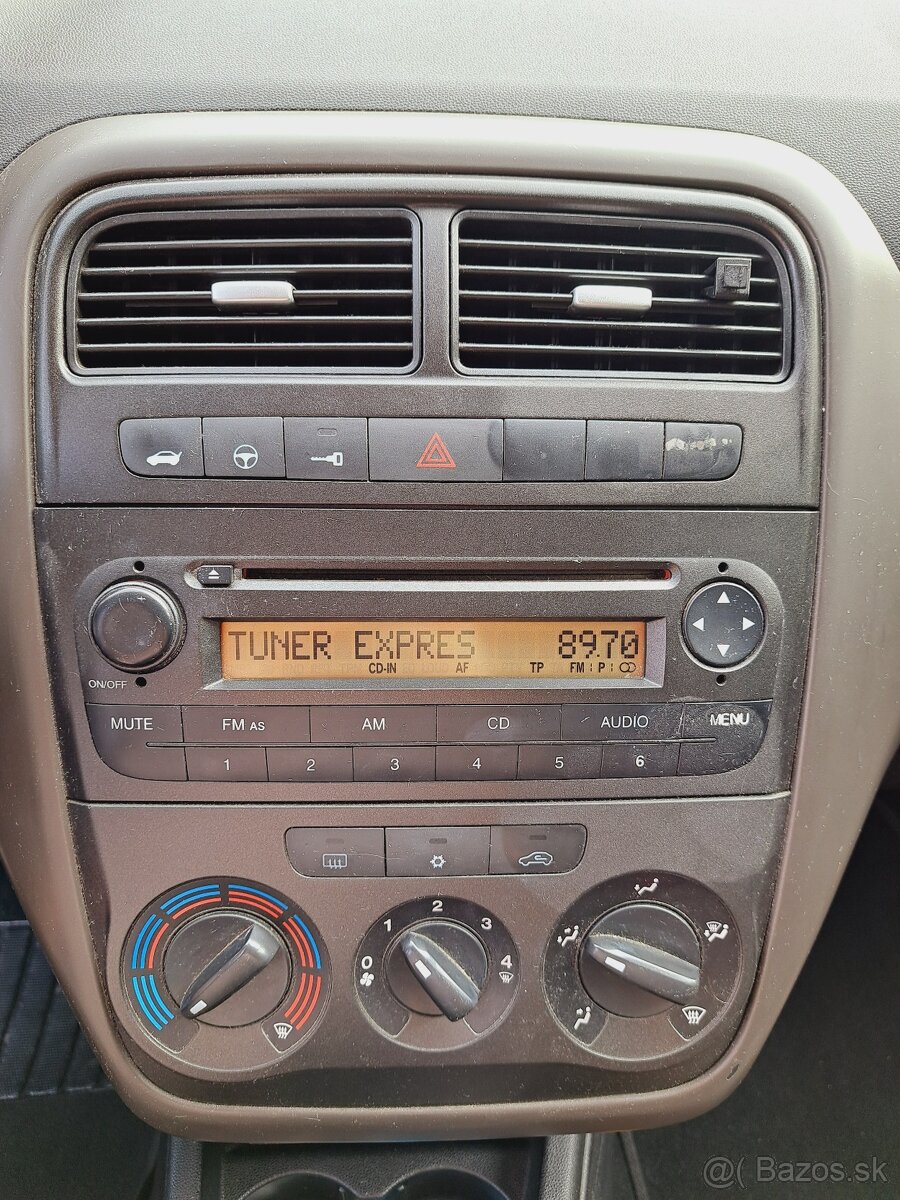 TUNER EXPRES 89.70
CD-IN AF TP FM P
ON/OFF
MUTE FM AS AM CD AUDIO MENU
1 2 3 4 5 6
0 1 2 3 4
@( Bazos.sk